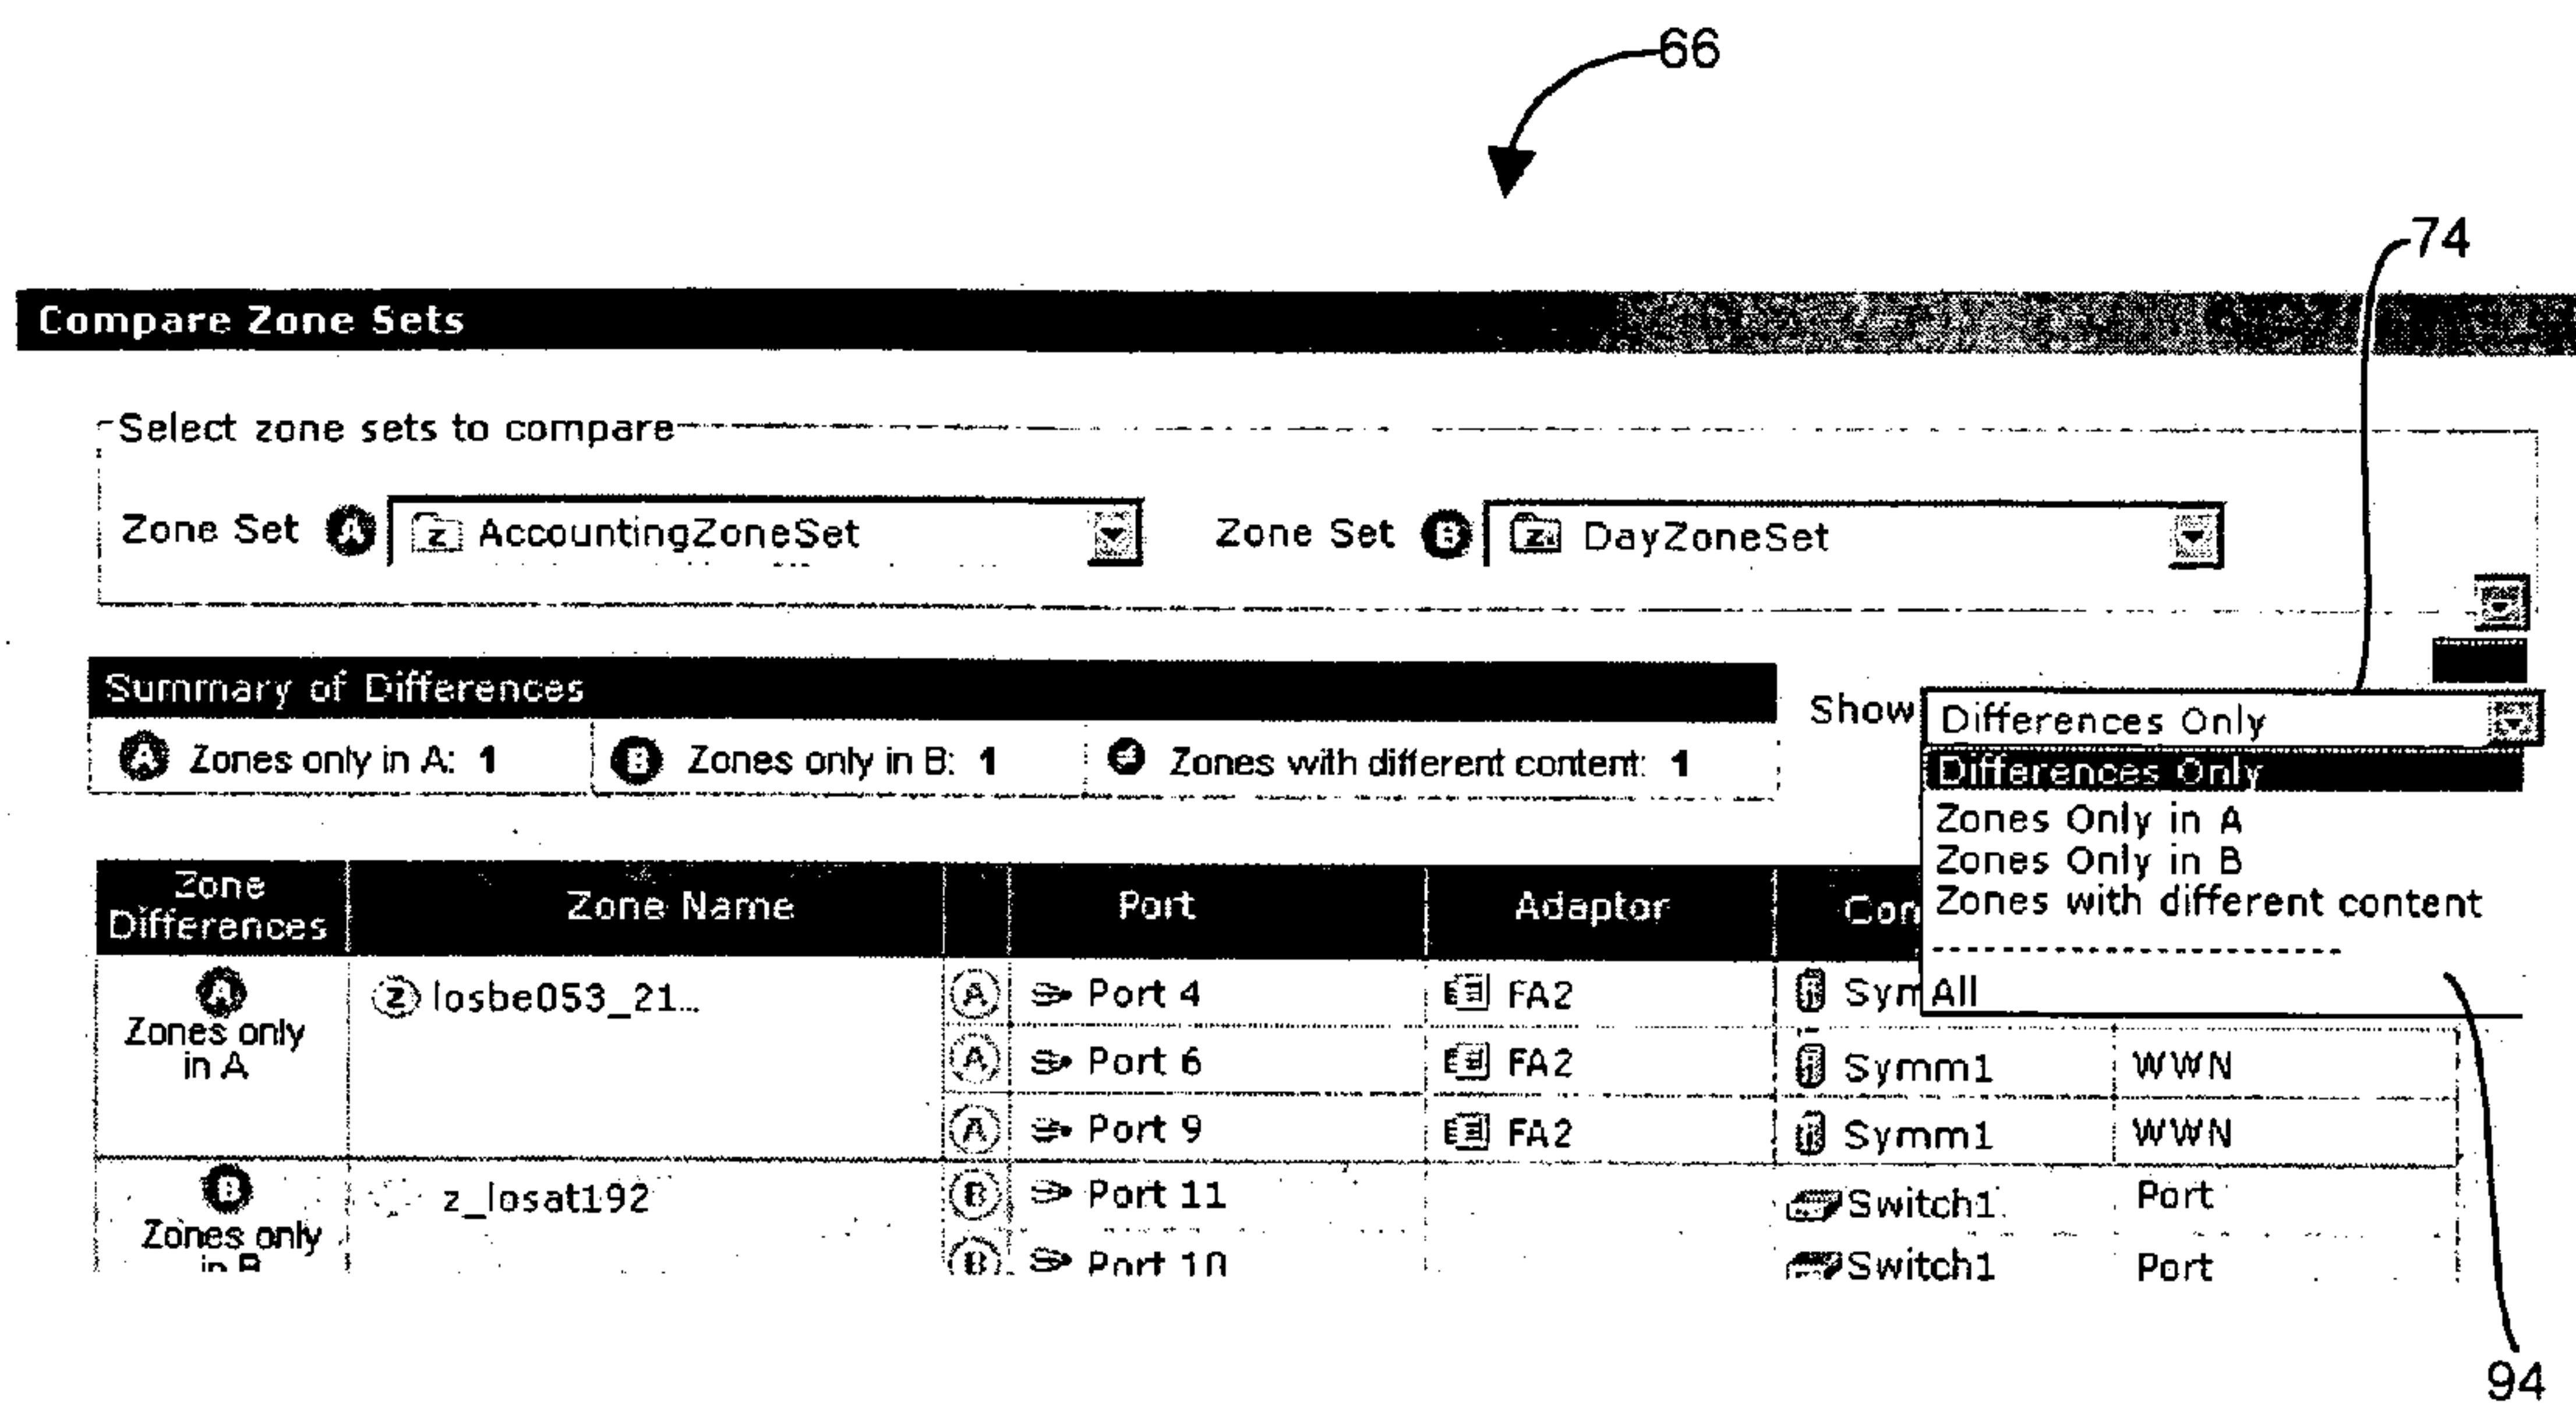 66
74
Compare Zone Sets
Select zone sets to compare
Zone Set A z AccountingZoneSet Zone Set B z DayZoneSet
Summary of Differences
Show Differences Only
A Zones only in A: 1 B Zones only in B: 1 Zones with different content: 1
Differences Only
Zones Only in A
Zones Only in B
Zones with different content
-----------------------
All
Zone Differences Zone Name Port Adaptor Con
A Zones only in A z losbe053_21... A Port 4 FA2 Sym
A Port 6 FA2 Symm1 WWN
A Port 9 FA2 Symm1 WWN
B Zones only in B z_losat192 B Port 11 Switch1 Port
B Port 10 Switch1 Port
94